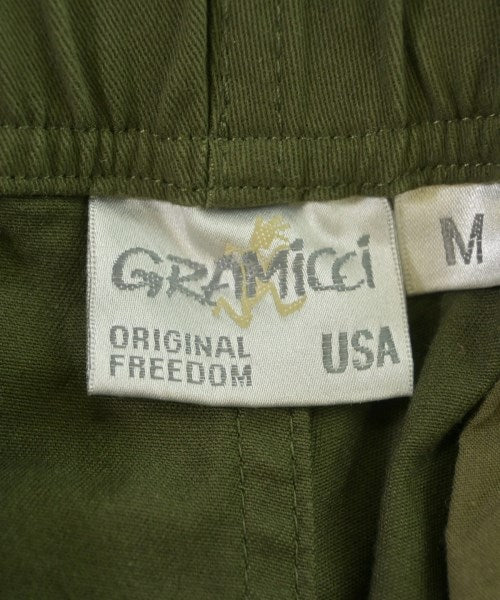 GRAMiCCi
ORIGINAL
FREEDOM
USA
M